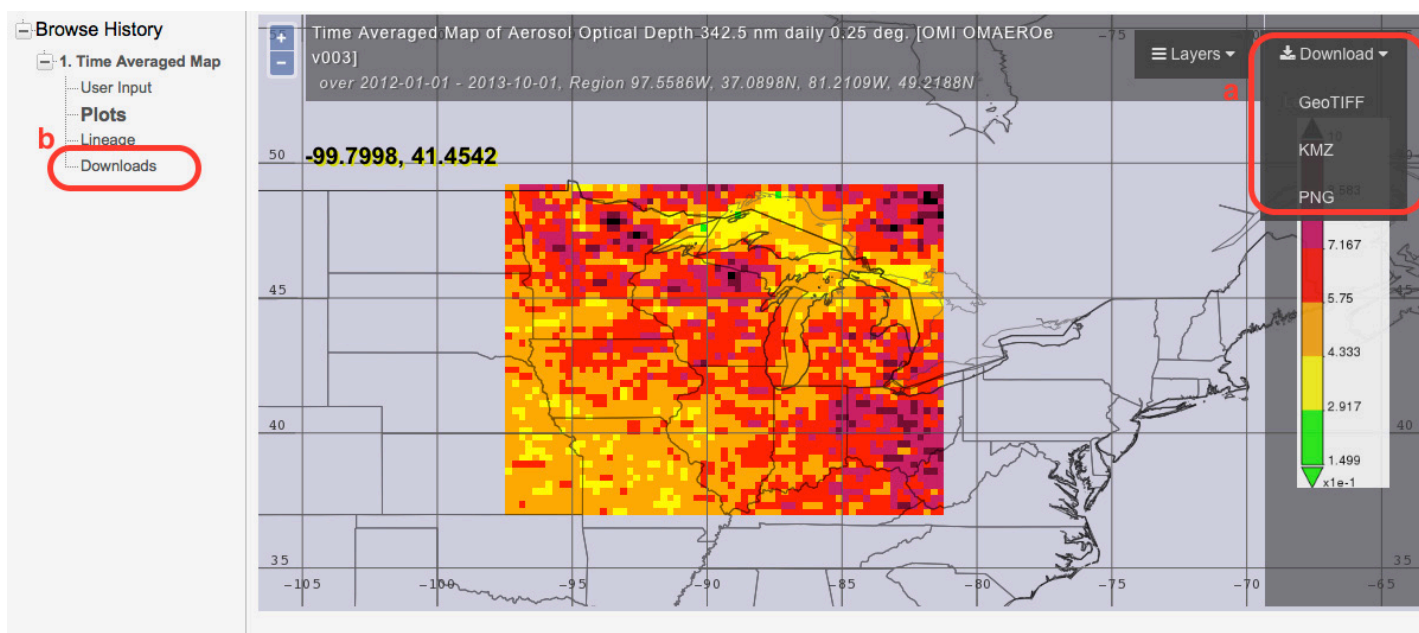 Browse History
1. Time Averaged Map
User Input
Plots
b
Lineage
Downloads
+
−
Time Averaged Map of Aerosol Optical Depth 342.5 nm daily 0.25 deg. [OMI OMAEROe
v003]
over 2012-01-01 - 2013-10-01, Region 97.5586W, 37.0898N, 81.2109W, 49.2188N
-99.7998, 41.4542
-75
Layers
Download
a
GeoTIFF
KMZ
PNG
10
7.167
5.75
4.333
2.917
1.499
x1e-1
50
45
40
35
45
40
35
-105
-100
-95
-90
-85
-80
-75
-70
-65